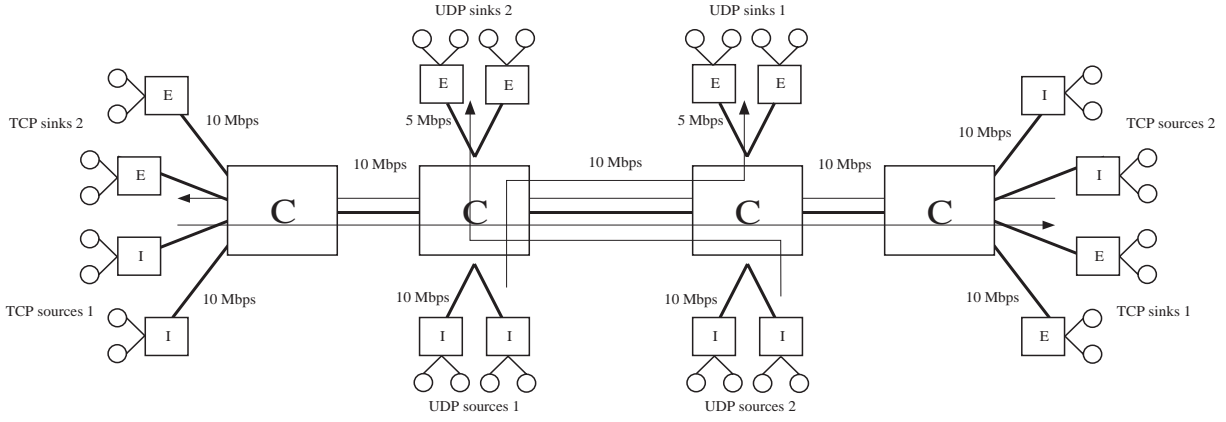 UDP sinks 2
UDP sinks 1
E
E
E
E
E
I
TCP sinks 2
10 Mbps
5 Mbps
5 Mbps
10 Mbps
TCP sources 2
10 Mbps
10 Mbps
10 Mbps
E
I
C
C
C
C
I
E
10 Mbps
10 Mbps
10 Mbps
10 Mbps
TCP sources 1
TCP sinks 1
I
I
I
I
I
E
UDP sources 1
UDP sources 2